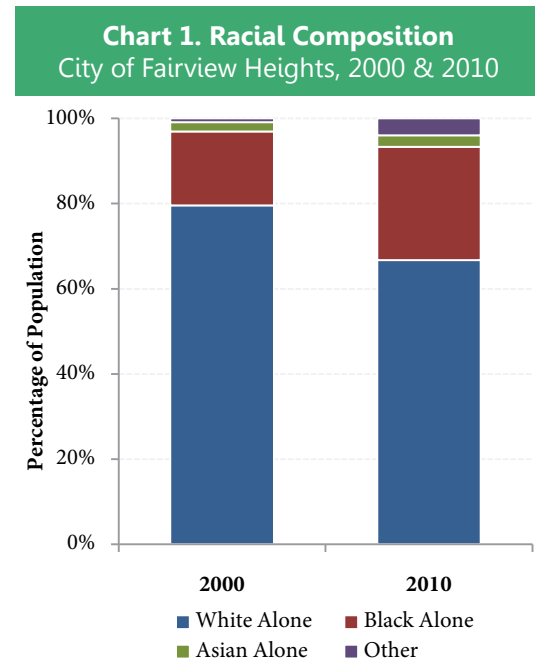 Chart 1. Racial Composition
City of Fairview Heights, 2000 & 2010
Percentage of Population
100%
80%
60%
40%
20%
0%
2000 2010
White Alone Black Alone
Asian Alone Other